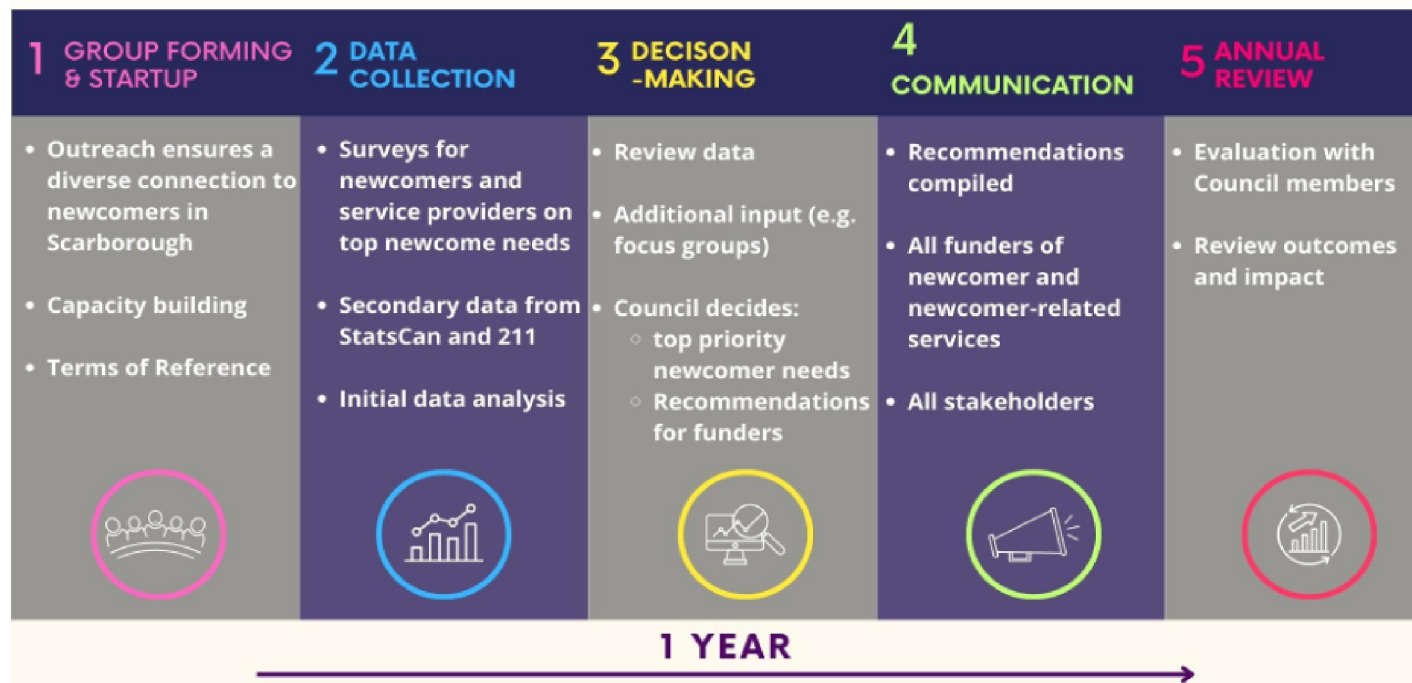 1 GROUP FORMING
& STARTUP
Outreach ensures a
diverse connection to
newcomers in
Scarborough
Capacity building
Terms of Reference
2 DATA
COLLECTION
Surveys for
newcomers and
service providers on
top newcome needs
Secondary data from
StatsCan and 211
Initial data analysis
3 DECISON
-MAKING
Review data
Additional input (e.g.
focus groups)
Council decides:
top priority
newcomer needs
Recommendations
for funders
4
COMMUNICATION
Recommendations
compiled
All funders of
newcomer and
newcomer-related
services
All stakeholders
5 ANNUAL
REVIEW
Evaluation with
Council members
Review outcomes
and impact
1 YEAR